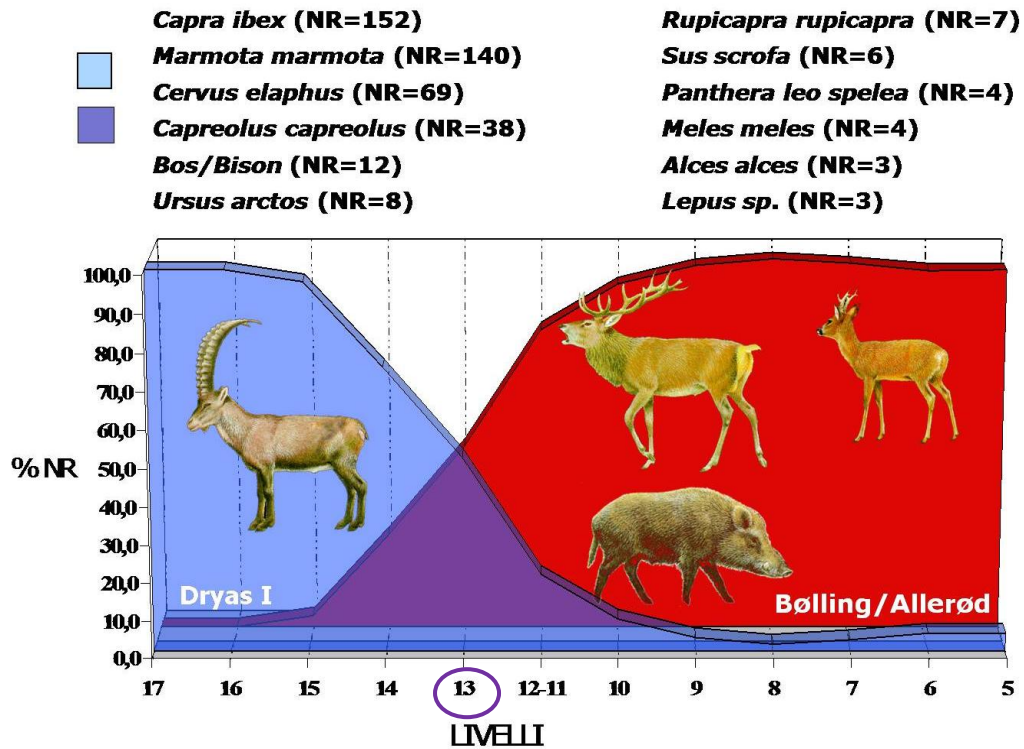 Capra ibex (NR=152)
Marmota marmota (NR=140)
Cervus elaphus (NR=69)
Capreolus capreolus (NR=38)
Bos/Bison (NR=12)
Ursus arctos (NR=8)
Rupicapra rupicapra (NR=7)
Sus scrofa (NR=6)
Panthera leo spelea (NR=4)
Meles meles (NR=4)
Alces alces (NR=3)
Lepus sp. (NR=3)
100,0
90,0
80,0
70,0
60,0
% NR
50,0
40,0
30,0
20,0
10,0
0,0
Dryas I
Bølling/Allerød
17 16 15 14 13 12-11 10 9 8 7 6 5
LIVELLI